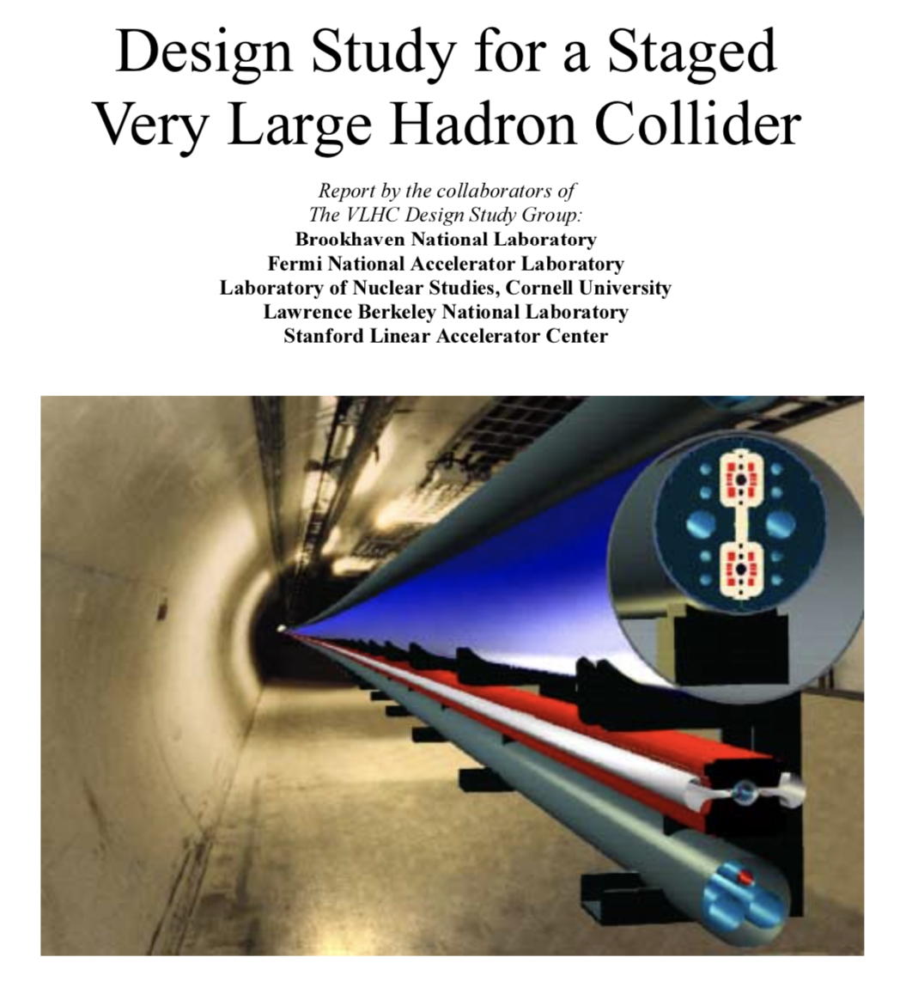 Design Study for a Staged
Very Large Hadron Collider
Report by the collaborators of
The VLHC Design Study Group:
Brookhaven National Laboratory
Fermi National Accelerator Laboratory
Laboratory of Nuclear Studies, Cornell University
Lawrence Berkeley National Laboratory
Stanford Linear Accelerator Center